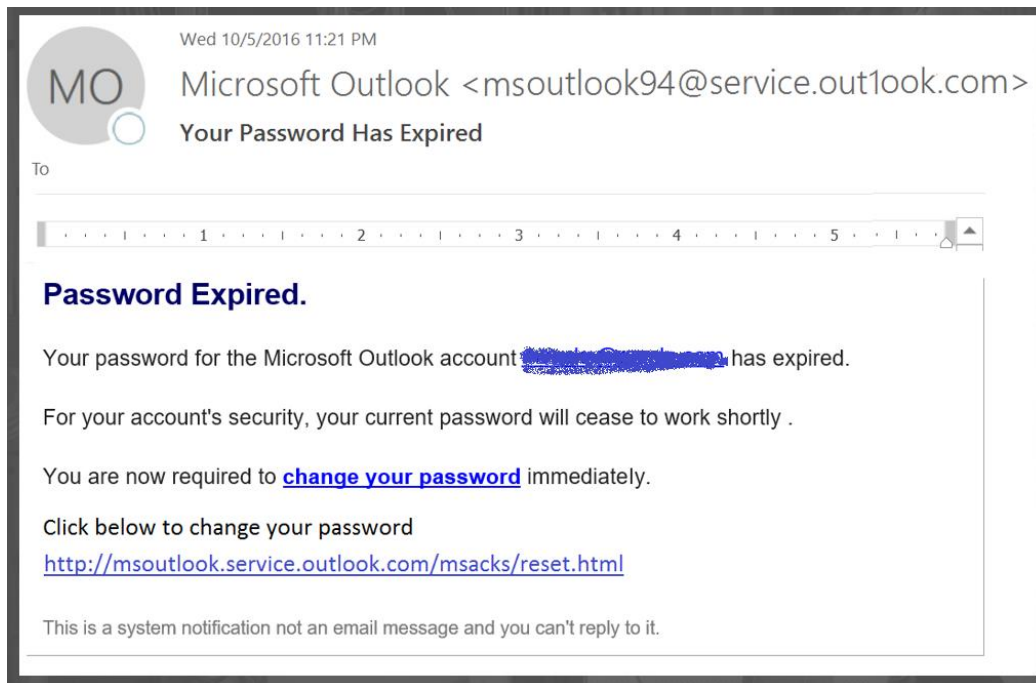 Wed 10/5/2016 11:21 PM
MO
Microsoft Outlook <msoutlook94@service.out1ook.com>
Your Password Has Expired
To
1 2 3 4 5
Password Expired.
Your password for the Microsoft Outlook account has expired.
For your account's security, your current password will cease to work shortly .
You are now required to change your password immediately.
Click below to change your password
http://msoutlook.service.outlook.com/msacks/reset.html
This is a system notification not an email message and you can't reply to it.